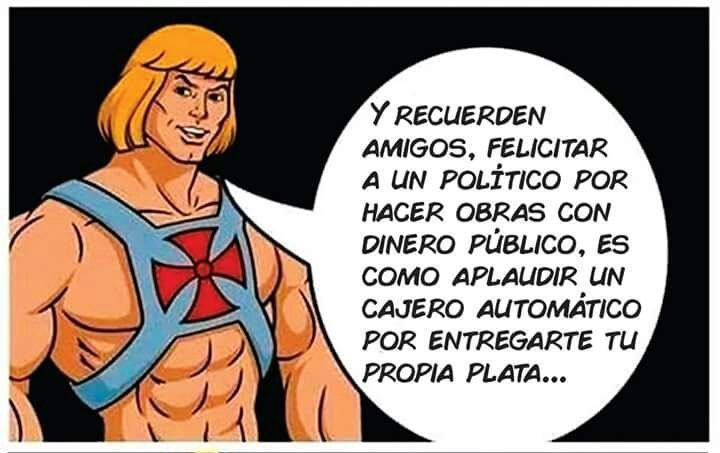 Y RECUERDEN
AMIGOS, FELICITAR
A UN POLÍTICO POR
HACER OBRAS CON
DINERO PÚBLICO, ES
COMO APLAUDIR UN
CAJERO AUTOMÁTICO
POR ENTREGARTE TU
PROPIA PLATA...